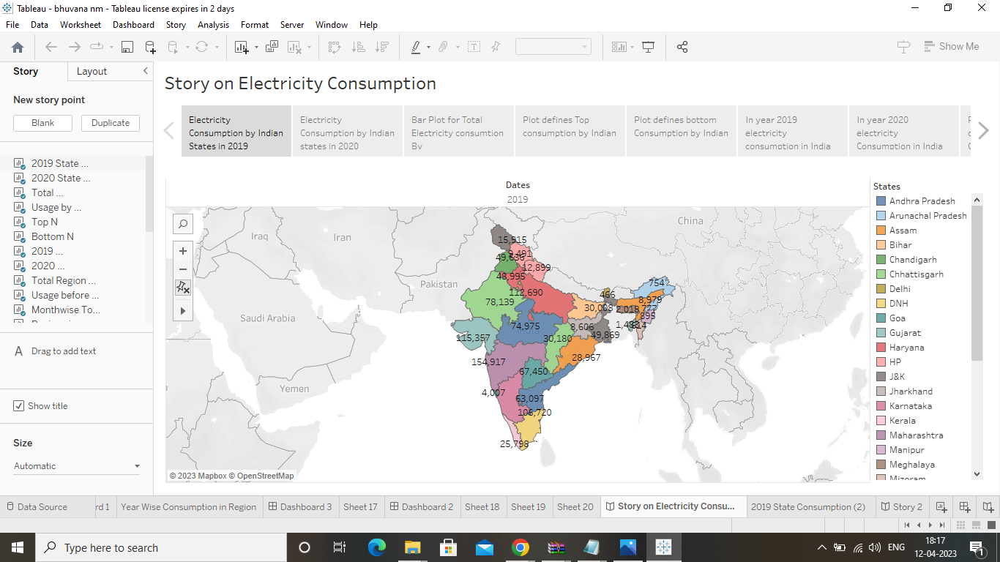 Tableau - bhuvana nm - Tableau license expires in 2 days
File Data Worksheet Dashboard Story Analysis Format Server Window Help
Show Me
Story Layout
New story point
Blank Duplicate
2019 State ...
2020 State ...
Total ...
Usage by ...
Top N
Bottom N
2019 ...
2020 ...
Total Region ...
Usage before ...
Monthwise To...
A Drag to add text
Show title
Size
Automatic
Story on Electricity Consumption
Electricity
Consumption by Indian
States in 2019
Electricity
Consumption by Indian
states in 2020
Bar Plot for Total
Electricity consumtion
By
Plot defines Top
consumption by Indian
Plot defines bottom
Consumption by Indian
In year 2019
electricity
consumption in India
In year 2020
electricity
Consumption in India
Dates
2019
China
Iraq
Iran
Pakistan
Saudi Arabia
Yemen
15,915
9,491
49,636
12,899
48,995
112,690
78,139
466
754
8,979
30,008
2,018
777
895
74,975
8,606
49,869
115,357
30,180
28,967
154,917
67,450
4,007
63,097
106,720
25,798
© 2023 Mapbox © OpenStreetMap
States
Andhra Pradesh
Arunachal Pradesh
Assam
Bihar
Chandigarh
Chhattisgarh
Delhi
DNH
Goa
Gujarat
Haryana
HP
J&K
Jharkhand
Karnataka
Kerala
Maharashtra
Manipur
Meghalaya
Mizoram
Data Source rd 1 Year Wise Consumption in Region Dashboard 3 Sheet 17 Dashboard 2 Sheet 18 Sheet 19 Sheet 20 Story on Electricity Consu... 2019 State Consumption (2) Story 2
Type here to search
ENG
18:17
12-04-2023
1